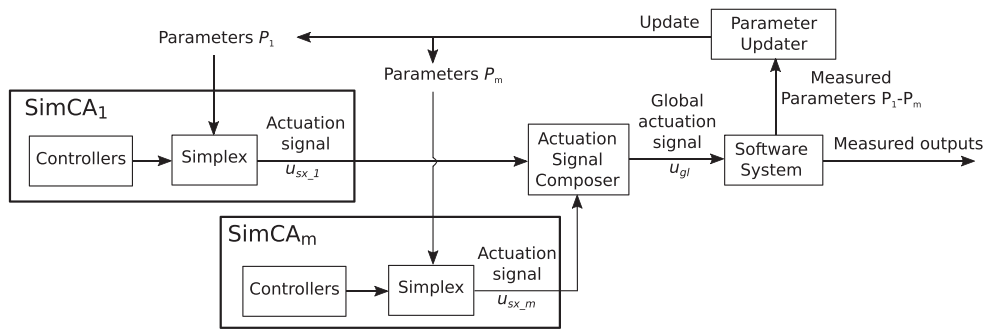 Update
Parameter
Updater
Parameters P1
Parameters Pm
Measured
Parameters P1-Pm
SimCA1
Controllers
Simplex
Actuation
signal
usx_1
Actuation
Signal
Composer
Global
actuation
signal
ugl
Software
System
Measured outputs
SimCAm
Controllers
Simplex
Actuation
signal
usx_m